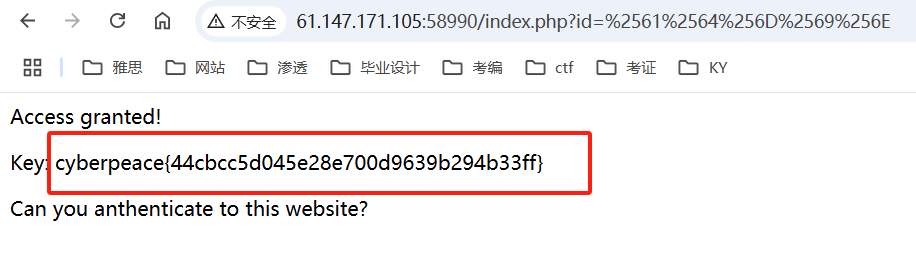 不安全 61.147.171.105:58990/index.php?id=%2561%2564%256D%2569%256E
雅思 网站 渗透 毕业设计 考编 ctf 考证 KY
Access granted!
Key: cyberpeace{44cbcc5d045e28e700d9639b294b33ff}
Can you anthenticate to this website?